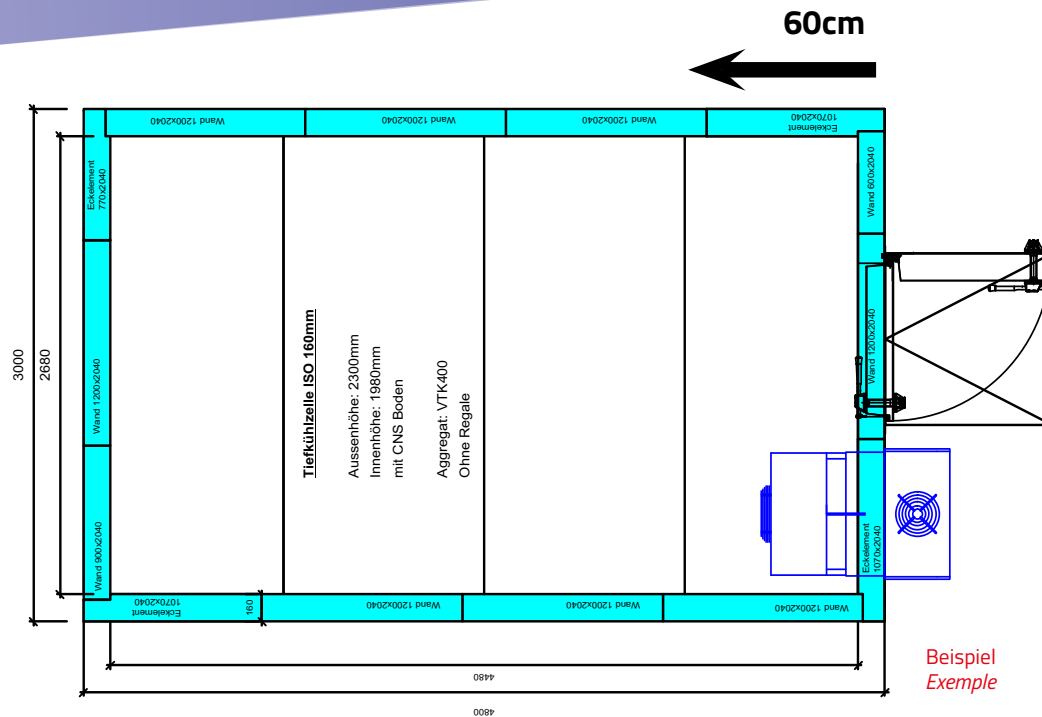 60cm
Wand 1200x2040
Wand 1200x2040
Wand 1200x2040
Eckelement
1070x2040
3000
2680
Eckelement
770x2040
Wand 1200x2040
Wand 900x2040
Tiefkühlzelle ISO 160mm
Aussenhöhe: 2300mm
Innenhöhe: 1980mm
mit CNS Boden
Aggregat: VTK400
Ohne Regale
Wand 600x2040
Wand 1200x2040
Eckelement
1070x2040
Eckelement
1070x2040
160
Wand 1200x2040
Wand 1200x2040
Wand 1200x2040
4480
4800
Beispiel
Exemple